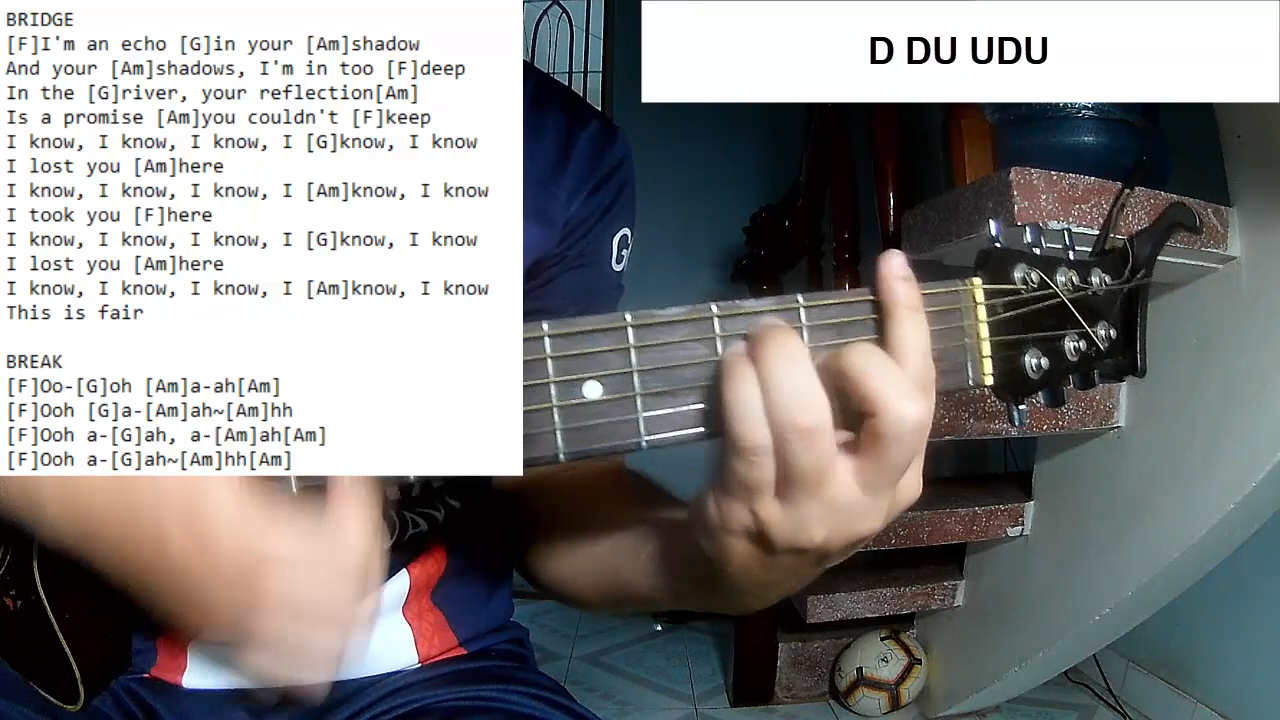 BRIDGE
[F]I'm an echo [G]in your [Am]shadow
And your [Am]shadows, I'm in too [F]deep
In the [G]river, your reflection[Am]
Is a promise [Am]you couldn't [F]keep
I know, I know, I know, I [G]know, I know
I lost you [Am]here
I know, I know, I know, I [Am]know, I know
I took you [F]here
I know, I know, I know, I [G]know, I know
I lost you [Am]here
I know, I know, I know, I [Am]know, I know
This is fair
BREAK
[F]Oo-[G]oh [Am]a-ah[Am]
[F]Ooh [G]a-[Am]ah~[Am]hh
[F]Ooh a-[G]ah, a-[Am]ah[Am]
[F]Ooh a-[G]ah~[Am]hh[Am]
D DU UDU
G